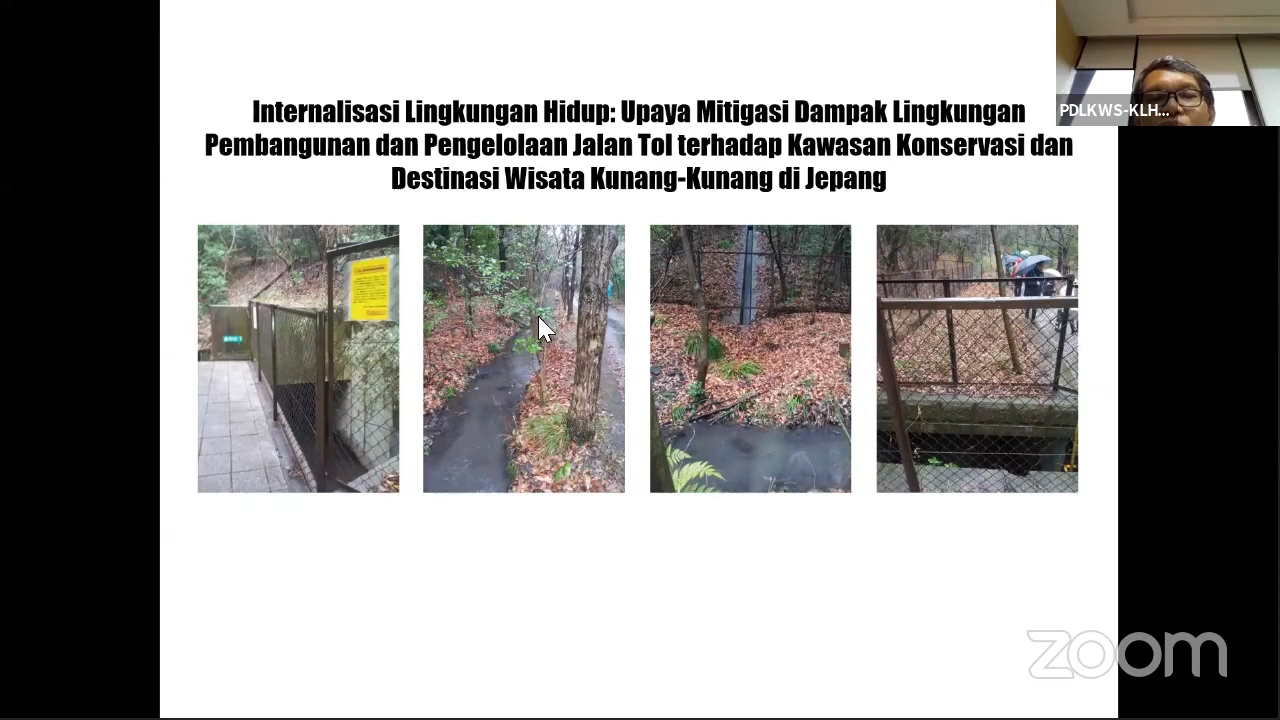 Internalisasi Lingkungan Hidup: Upaya Mitigasi Dampak Lingkungan
Pembangunan dan Pengelolaan Jalan Tol terhadap Kawasan Konservasi dan
Destinasi Wisata Kunang-Kunang di Jepang
PDLKWS-KLH...
zoom